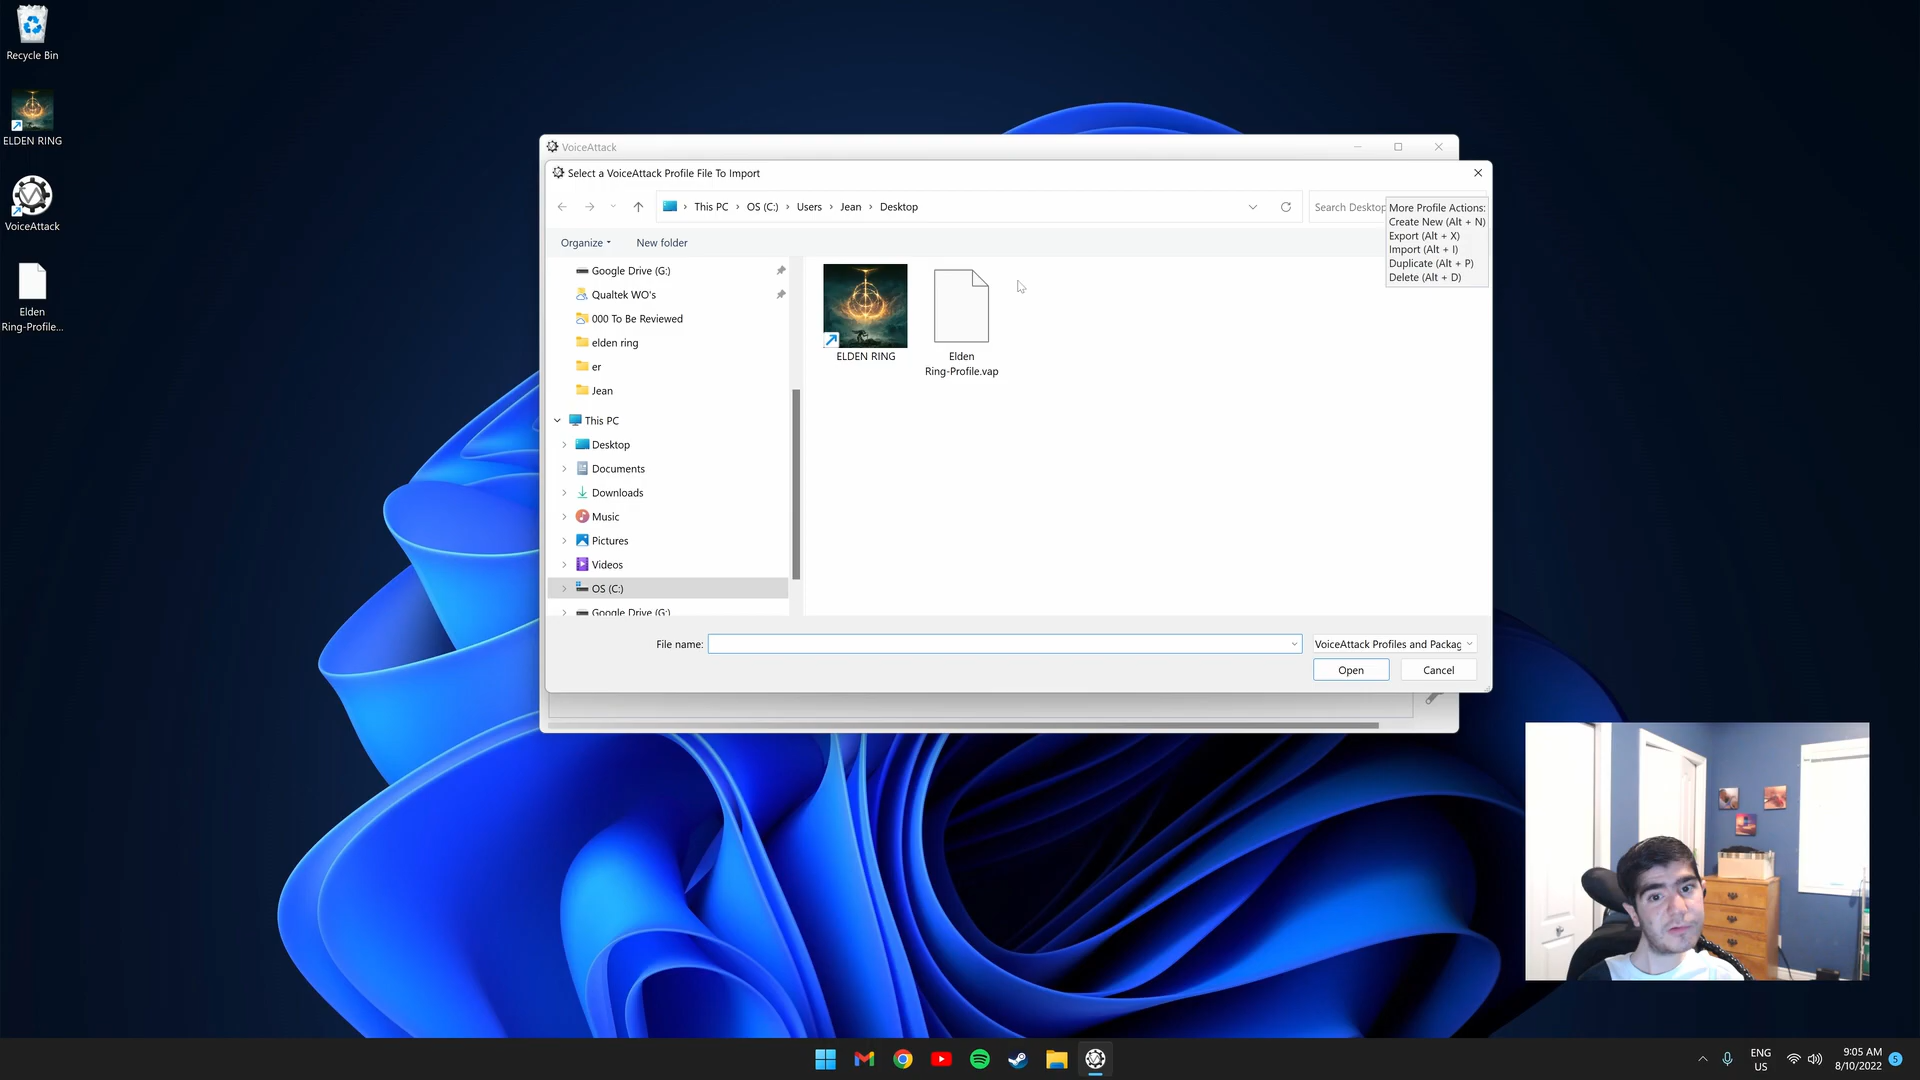 Recycle Bin
ELDEN RING
VoiceAttack
Elden
Ring-Profile...
VoiceAttack
Select a VoiceAttack Profile File To Import
This PC
OS (C:)
Users
Jean
Desktop
Search Desktop
More Profile Actions:
Create New (Alt + N)
Export (Alt + X)
Import (Alt + I)
Duplicate (Alt + P)
Delete (Alt + D)
Organize
New folder
Google Drive (G:)
Qualtek WO's
000 To Be Reviewed
elden ring
er
Jean
This PC
Desktop
Documents
Downloads
Music
Pictures
Videos
OS (C:)
Google Drive (G:)
ELDEN RING
Elden
Ring-Profile.vap
File name:
VoiceAttack Profiles and Packag
Open
Cancel
ENG
US
9:05 AM
8/10/2022
5